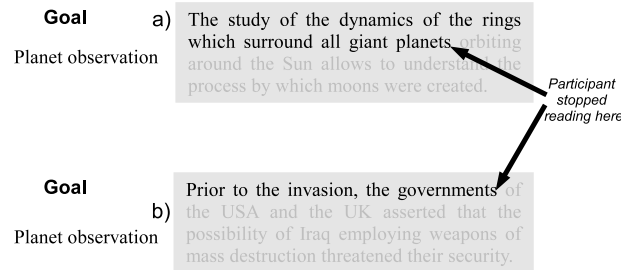 Goal
Planet observation
a)
The study of the dynamics of the rings
which surround all giant planets orbiting
around the Sun allows to understand the
process by which moons were created.
Participant
stopped
reading here
Goal
Planet observation
b)
Prior to the invasion, the governments of
the USA and the UK asserted that the
possibility of Iraq employing weapons of
mass destruction threatened their security.